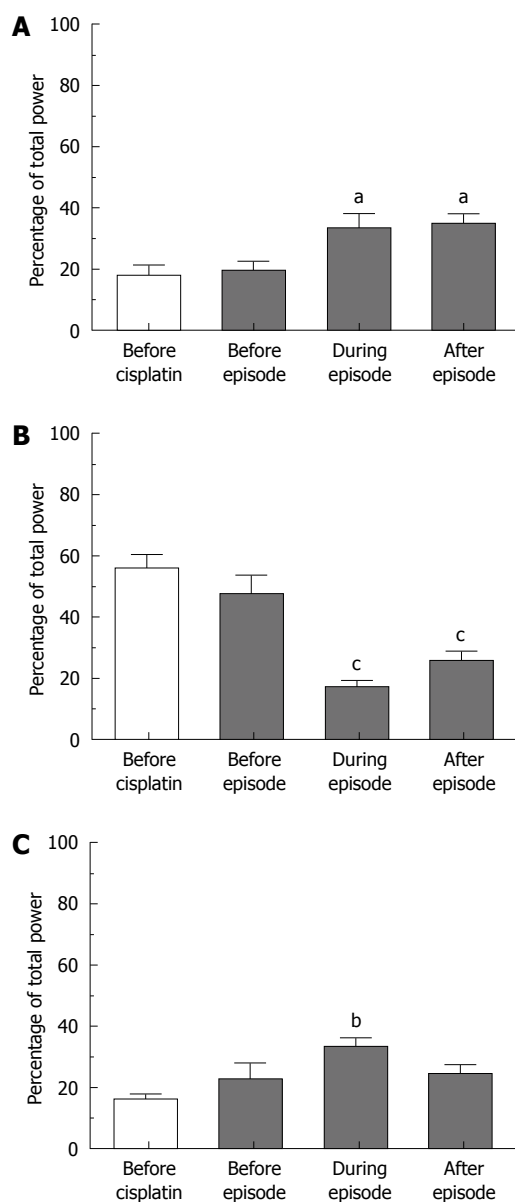 A
Percentage of total power
100
80
60
40
20
0
a
a
Before
cisplatin
Before
episode
During
episode
After
episode
B
Percentage of total power
100
80
60
40
20
0
c
c
Before
cisplatin
Before
episode
During
episode
After
episode
C
Percentage of total power
100
80
60
40
20
0
b
Before
cisplatin
Before
episode
During
episode
After
episode